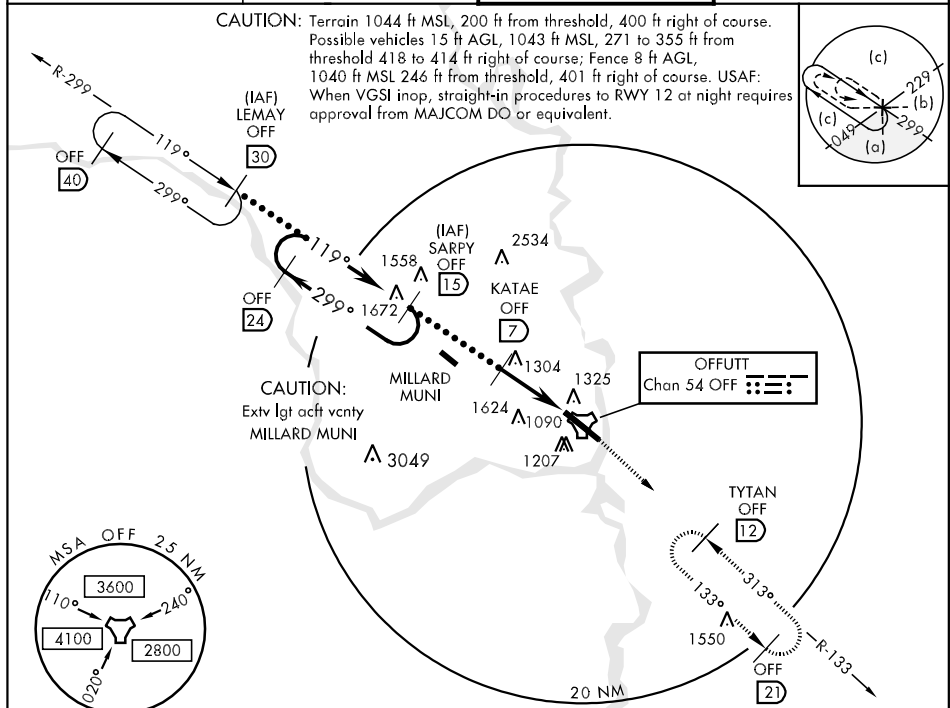 CAUTION: Terrain 1044 ft MSL, 200 ft from threshold, 400 ft right of course.
Possible vehicles 15 ft AGL, 1043 ft MSL, 271 to 355 ft from
threshold 418 to 414 ft right of course; Fence 8 ft AGL,
1040 ft MSL 246 ft from threshold, 401 ft right of course. USAF:
When VGSI inop, straight-in procedures to RWY 12 at night requires
approval from MAJCOM DO or equivalent.
(c)
229
(b)
(c)
049
299
(a)
R-299
(IAF)
LEMAY
OFF
30
119°
299°
OFF
40
119°
299°
OFF
24
1558
1672
(IAF)
SARPY
OFF
15
2534
KATAE
OFF
7
1304
1325
OFFUTT
Chan 54 OFF
MILLARD
MUNI
CAUTION:
Extv lgt acft vcnty
MILLARD MUNI
1624
1090
1207
3049
TYTAN
OFF
12
313°
133°
1550
R-133
OFF
21
20 NM
MSA OFF 25 NM
3600
110°
240°
4100
2800
020°